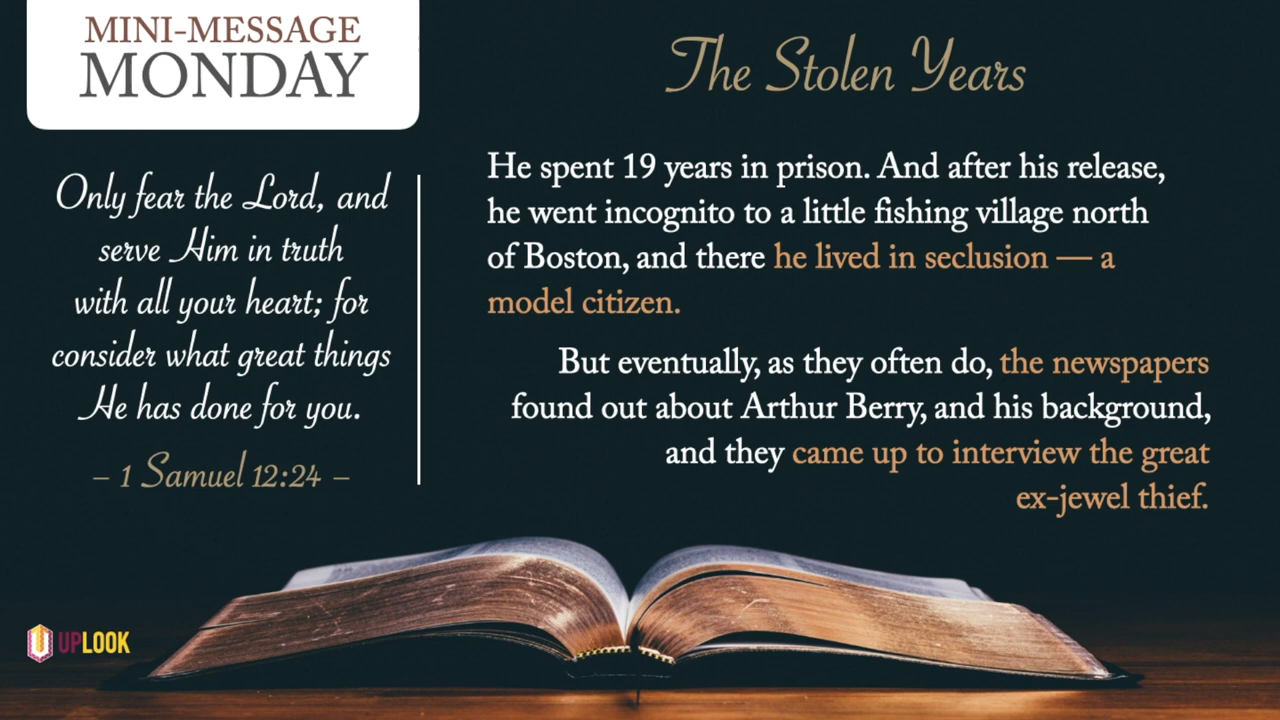 MINI-MESSAGE
MONDAY
Only fear the Lord, and
serve Him in truth
with all your heart; for
consider what great things
He has done for you.
– 1 Samuel 12:24 –
The Stolen Years
He spent 19 years in prison. And after his release,
he went incognito to a little fishing village north
of Boston, and there he lived in seclusion — a
model citizen.
But eventually, as they often do, the newspapers
found out about Arthur Berry, and his background,
and they came up to interview the great
ex-jewel thief.
UPLOOK